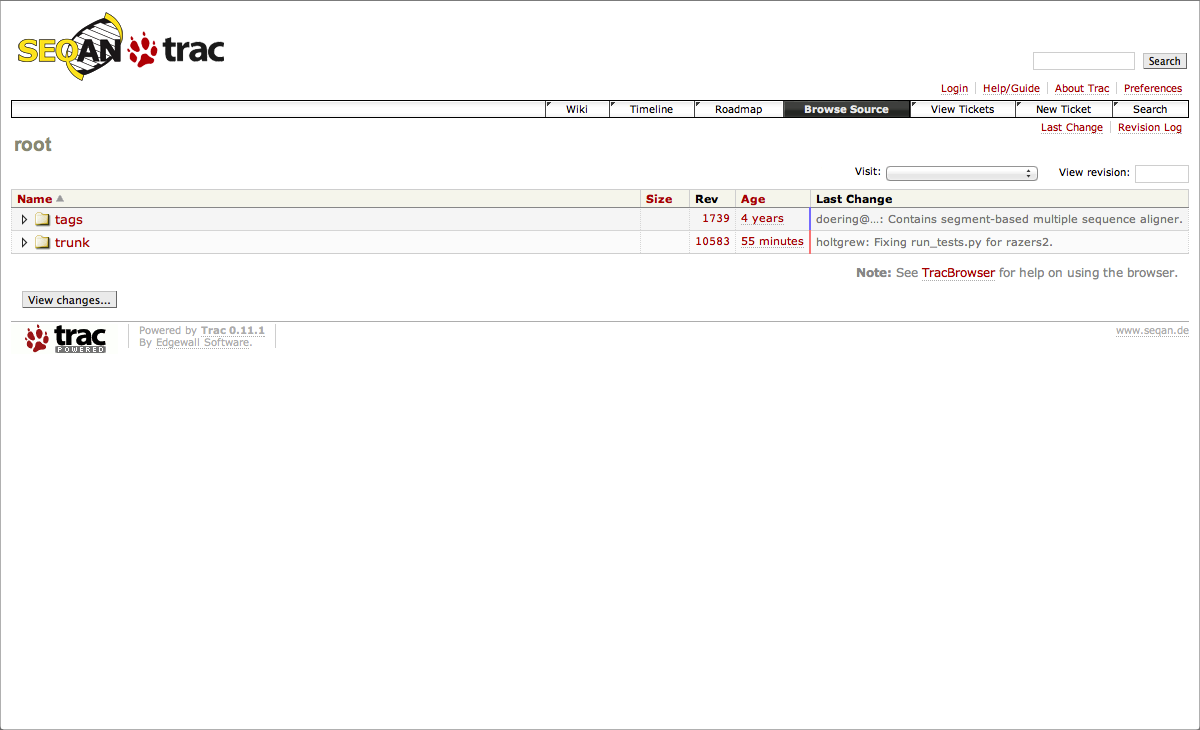 SEQAN trac
Search
Login Help/Guide About Trac Preferences
Wiki Timeline Roadmap Browse Source View Tickets New Ticket Search
Last Change Revision Log
root
Visit: View revision:
Name Size Rev Age Last Change
tags 1739 4 years doering@…: Contains segment-based multiple sequence aligner.
trunk 10583 55 minutes holtgrew: Fixing run_tests.py for razers2.
Note: See TracBrowser for help on using the browser.
View changes...
trac POWERED
Powered by Trac 0.11.1
By Edgewall Software.
www.seqan.de